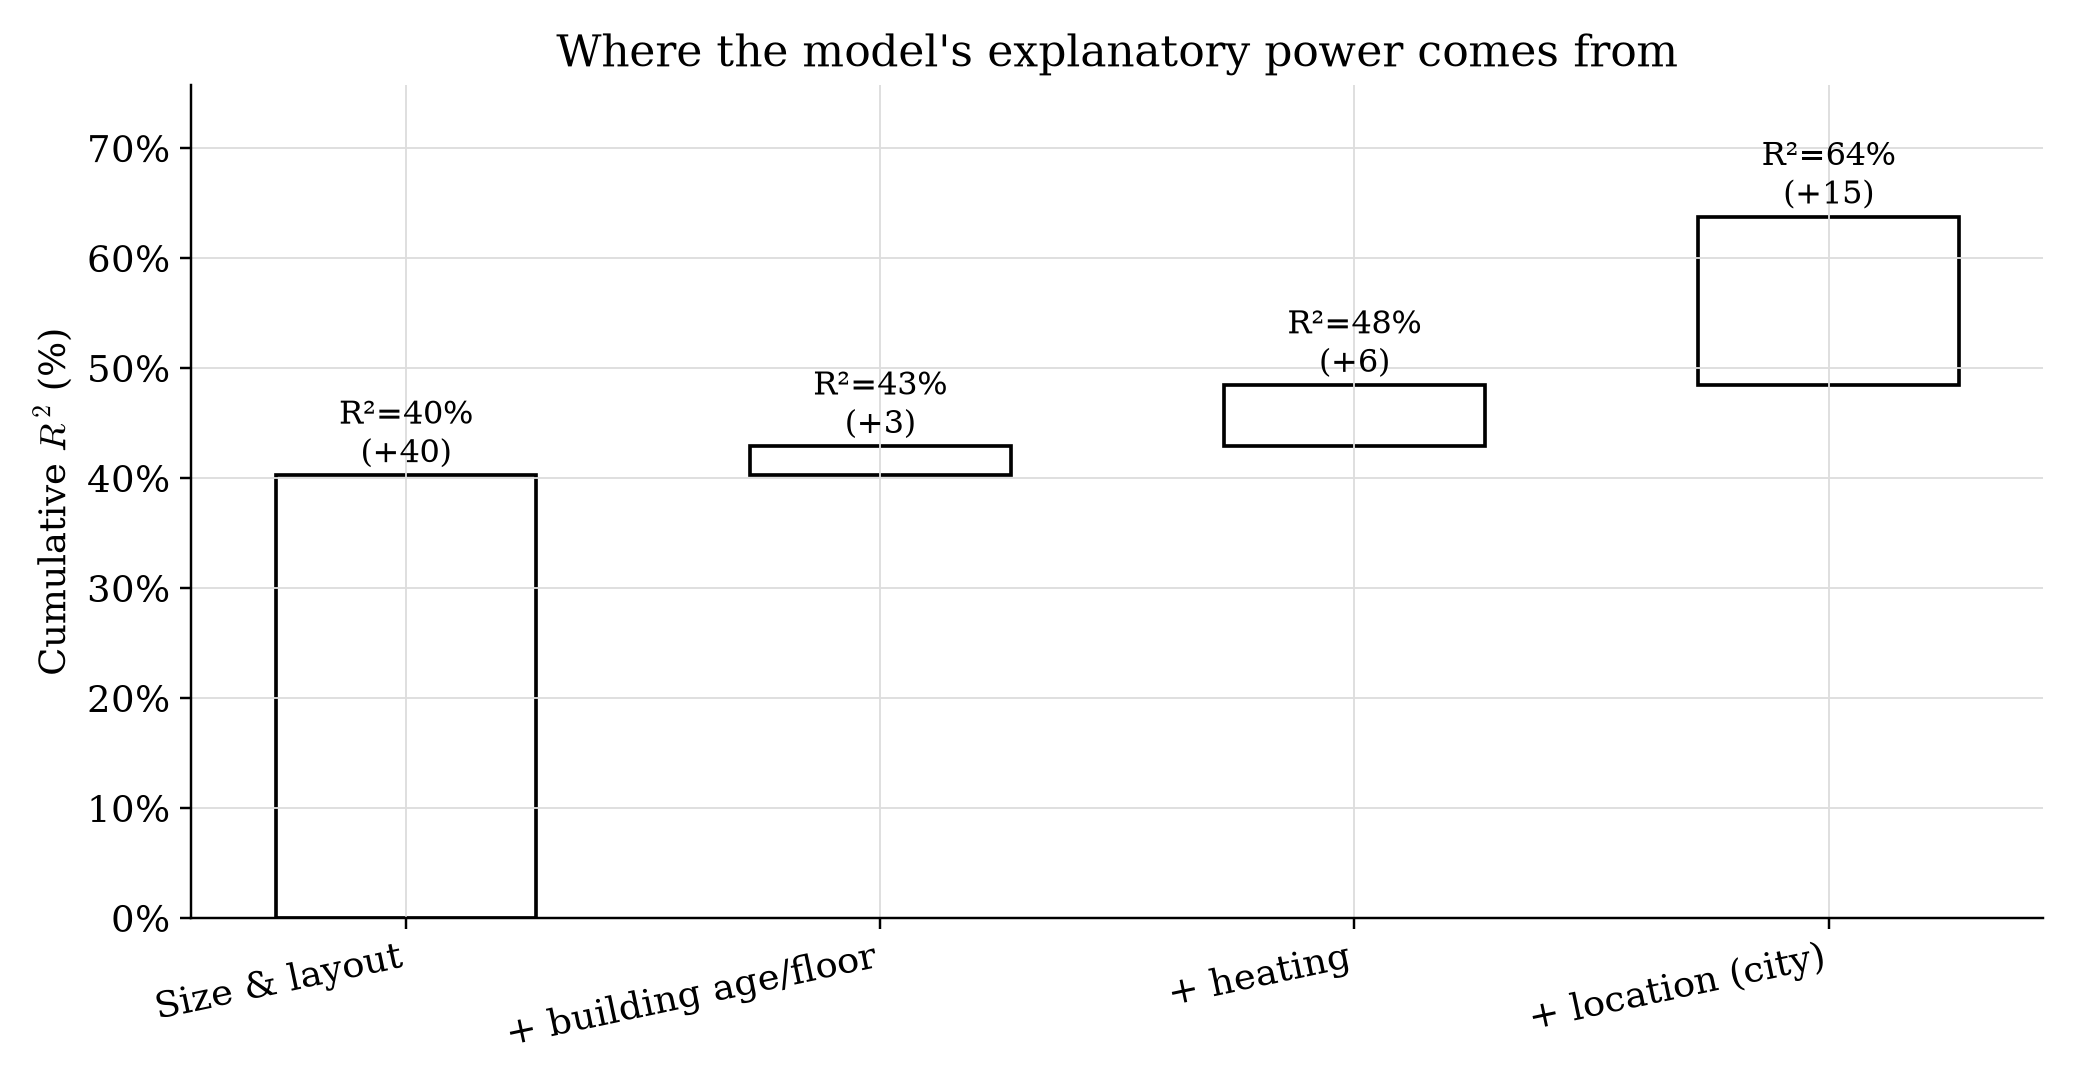 Where the model's explanatory power comes from
Cumulative R² (%)
70%
60%
50%
40%
30%
20%
10%
0%
R²=40%
(+40)
R²=43%
(+3)
R²=48%
(+6)
R²=64%
(+15)
Size & layout
+ building age/floor
+ heating
+ location (city)